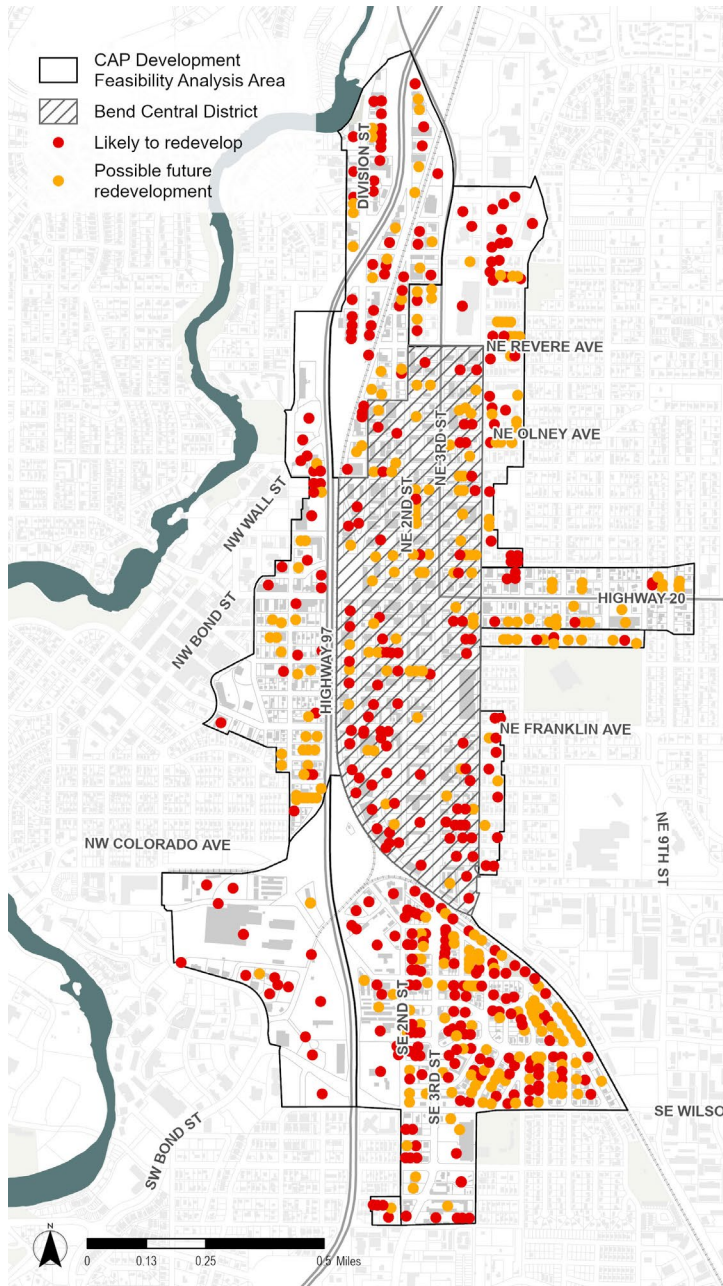 CAP Development
Feasibility Analysis Area
Bend Central District
Likely to redevelop
Possible future
redevelopment
DIVISION ST
NE REVERE AVE
NE OLNEY AVE
NE 3RD ST
NE 2ND ST
NW WALL ST
NW BOND ST
HIGHWAY 97
HIGHWAY 20
NE FRANKLIN AVE
NW COLORADO AVE
NE 9TH ST
SE 2ND ST
SE 3RD ST
SE WILSO
SW BOND ST
N
0 0.13 0.25 0.5 Miles